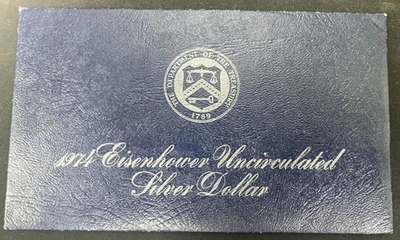 THE DEPARTMENT OF THE TREASURY
1789
1974 Eisenhower Uncirculated
Silver Dollar